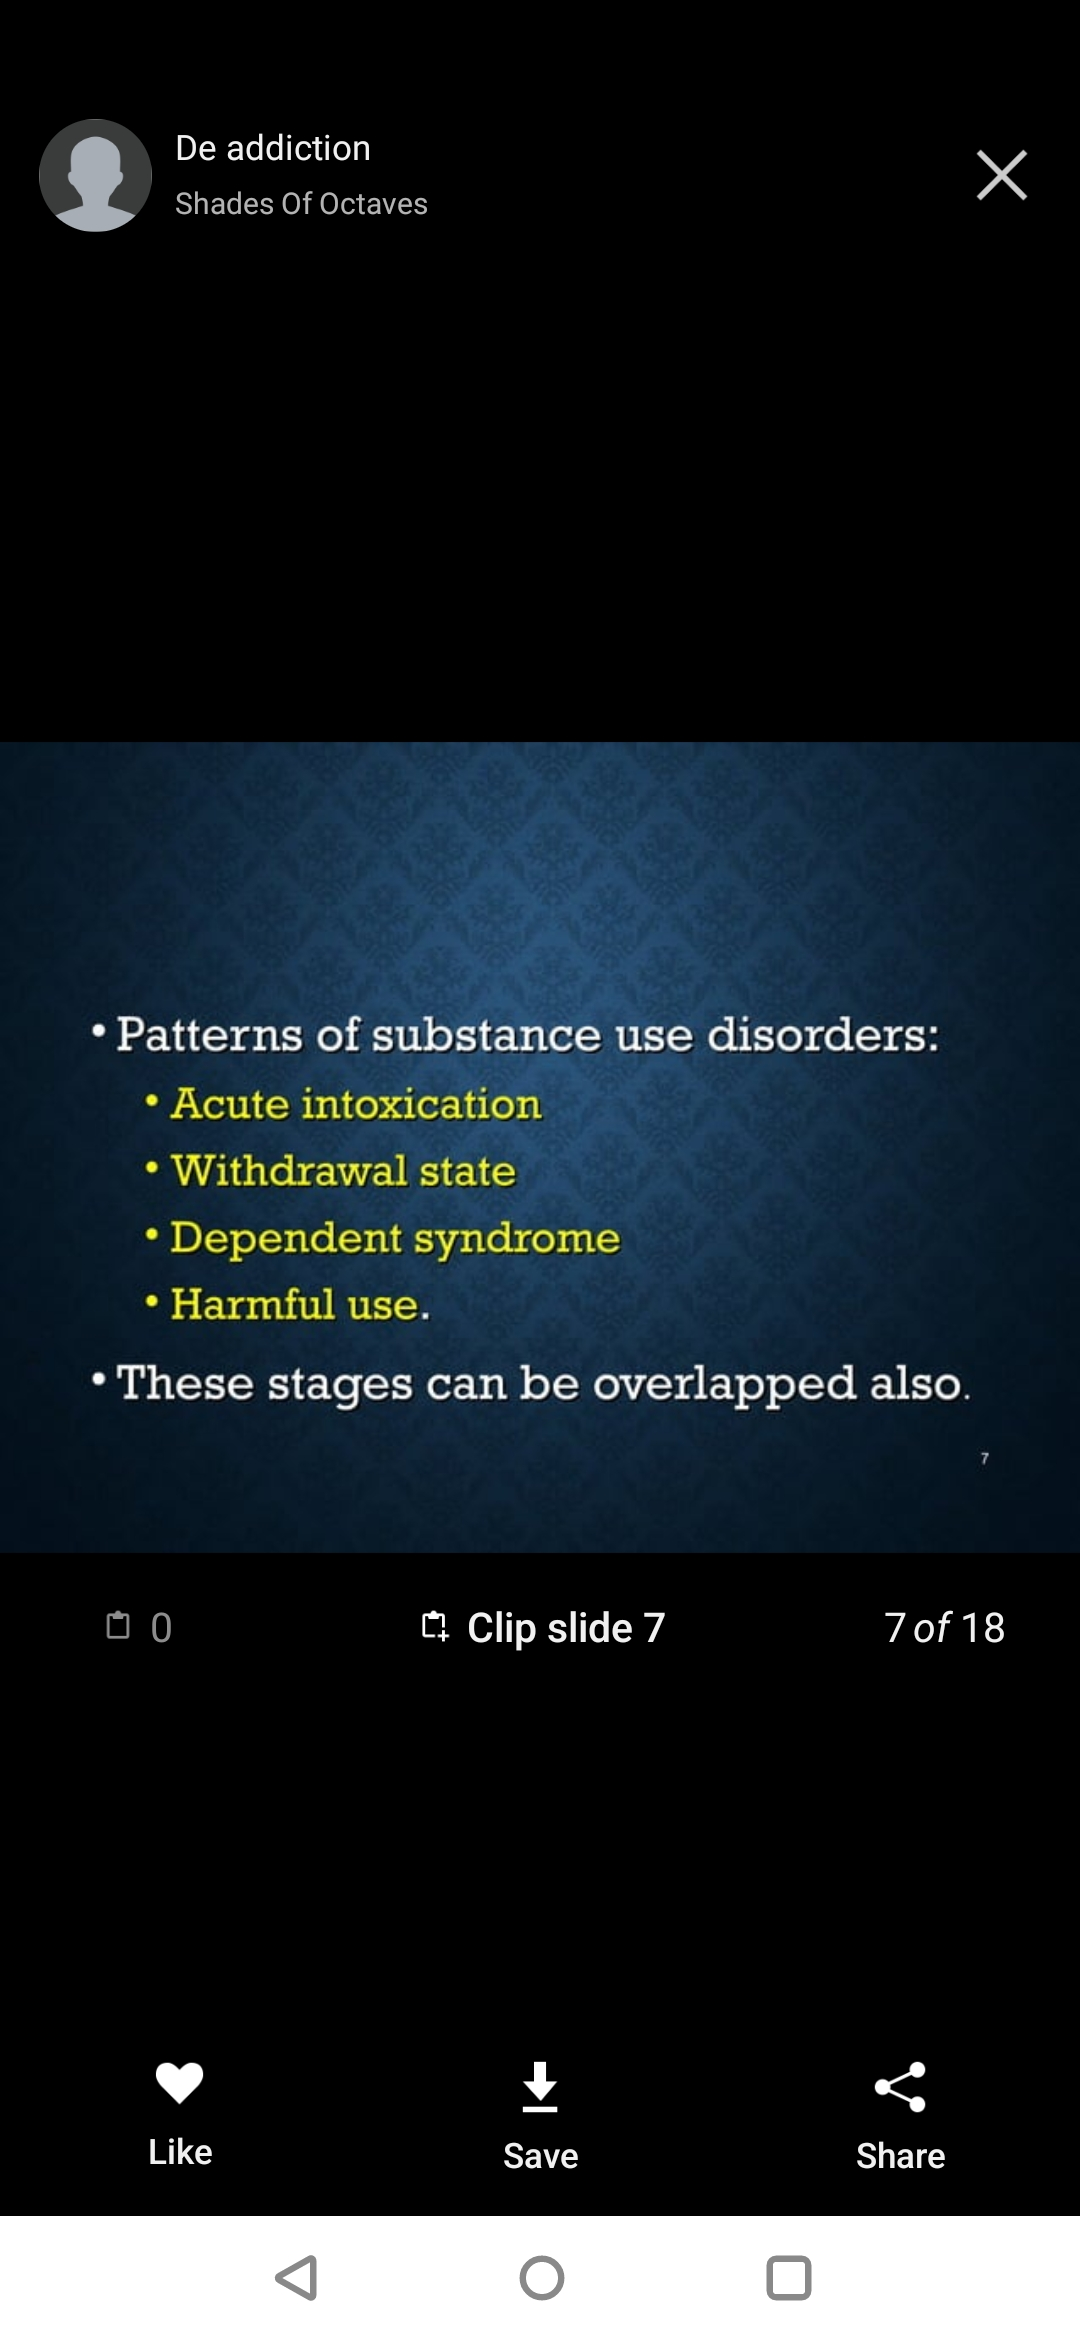 De addiction
Shades Of Octaves
• Patterns of substance use disorders:
• Acute intoxication
• Withdrawal state
• Dependent syndrome
• Harmful use.
• These stages can be overlapped also.
7
0
Clip slide 7
7 of 18
Like
Save
Share